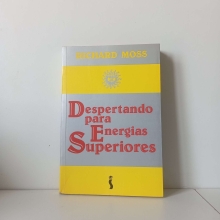 RICHARD MOSS
Despertando
para
Energias
Superiores